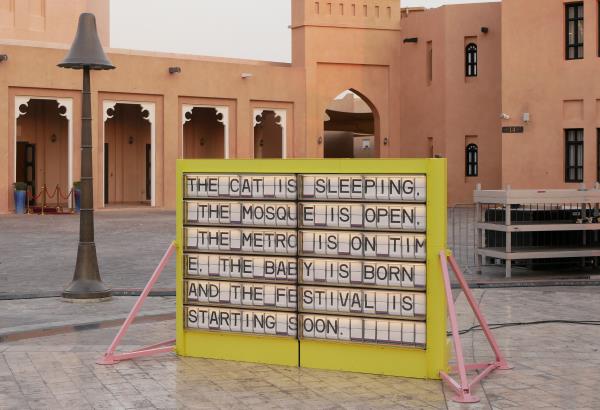 THE CAT IS SLEEPING,
THE MOSQUE IS OPEN,
THE METRO IS ON TIM
E. THE BABY IS BORN
AND THE FESTIVAL IS
STARTING SOON.